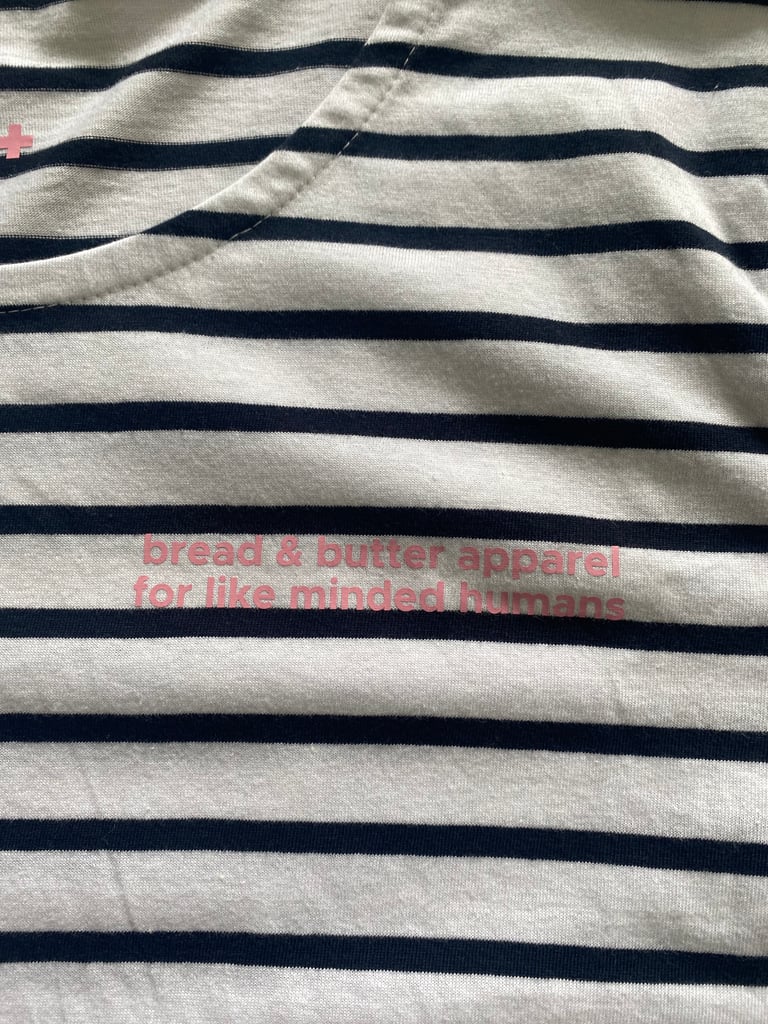 +
bread & butter apparel
for like minded humans